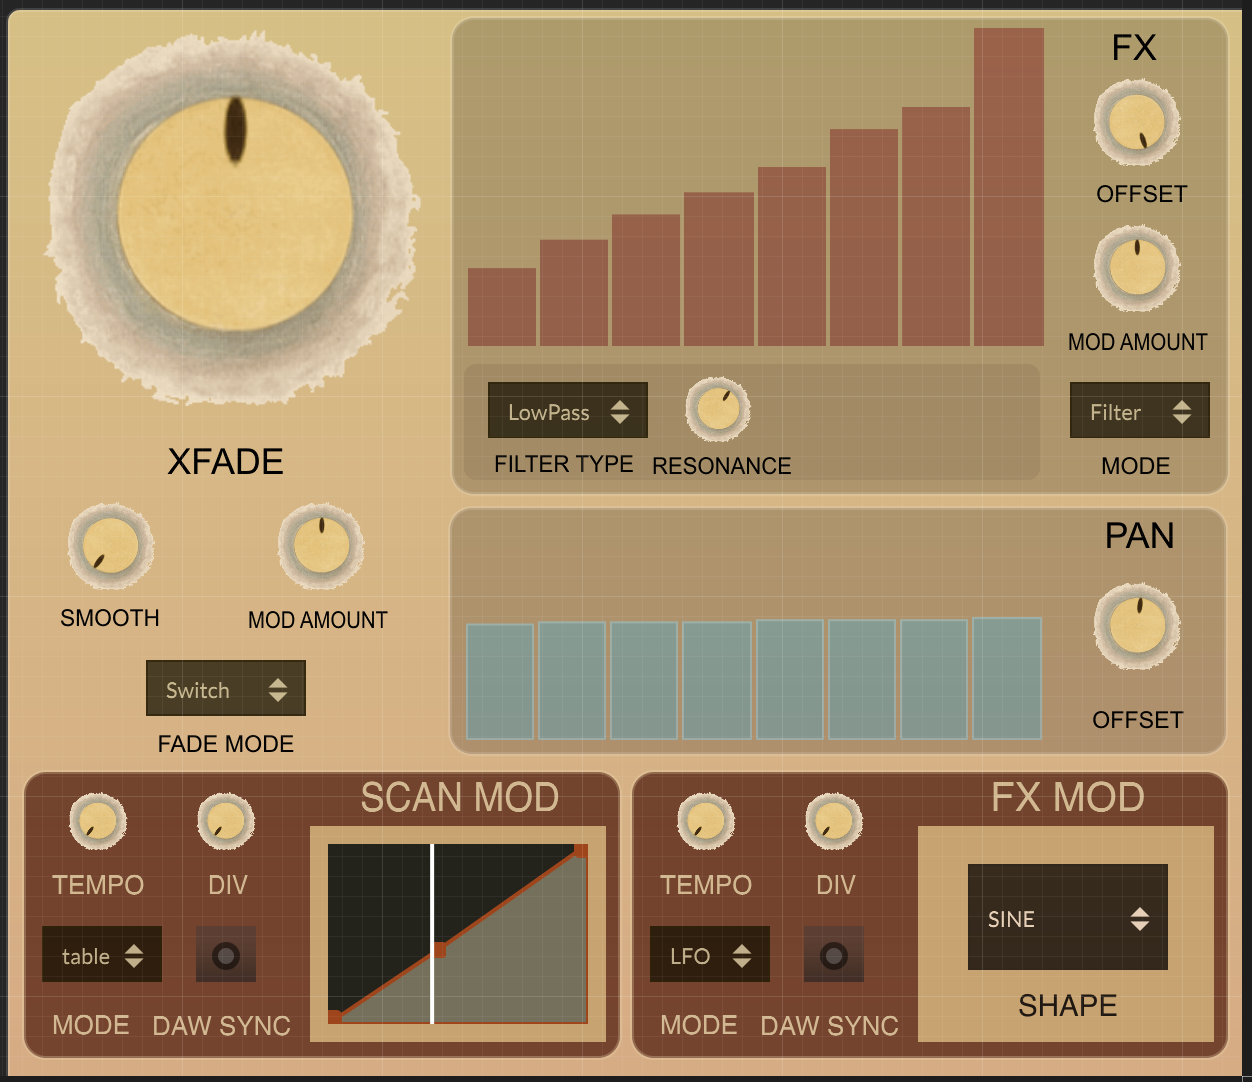 XFADE
SMOOTH
MOD AMOUNT
Switch
FADE MODE
FX
OFFSET
MOD AMOUNT
LowPass
FILTER TYPE
RESONANCE
Filter
MODE
PAN
OFFSET
SCAN MOD
TEMPO
DIV
table
MODE
DAW SYNC
FX MOD
TEMPO
DIV
LFO
MODE
DAW SYNC
SINE
SHAPE